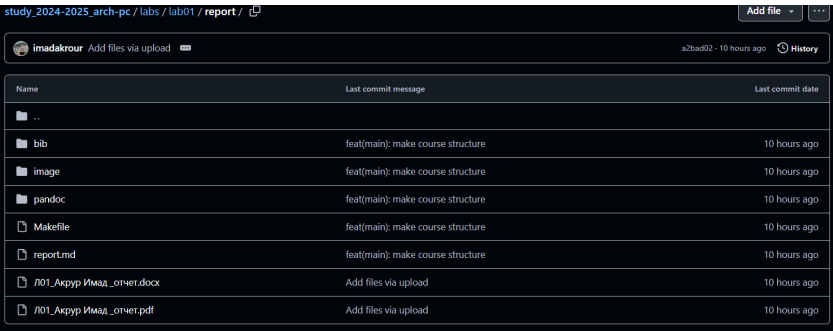 study_2024-2025_arch-pc / labs / lab01 / report / Add file
imadakrour Add files via upload a2bad02 · 10 hours ago History
Name Last commit message Last commit date
..
bib feat(main): make course structure 10 hours ago
image feat(main): make course structure 10 hours ago
pandoc feat(main): make course structure 10 hours ago
Makefile feat(main): make course structure 10 hours ago
report.md feat(main): make course structure 10 hours ago
Л01_Акрур Имад _отчет.docx Add files via upload 10 hours ago
Л01_Акрур Имад _отчет.pdf Add files via upload 10 hours ago